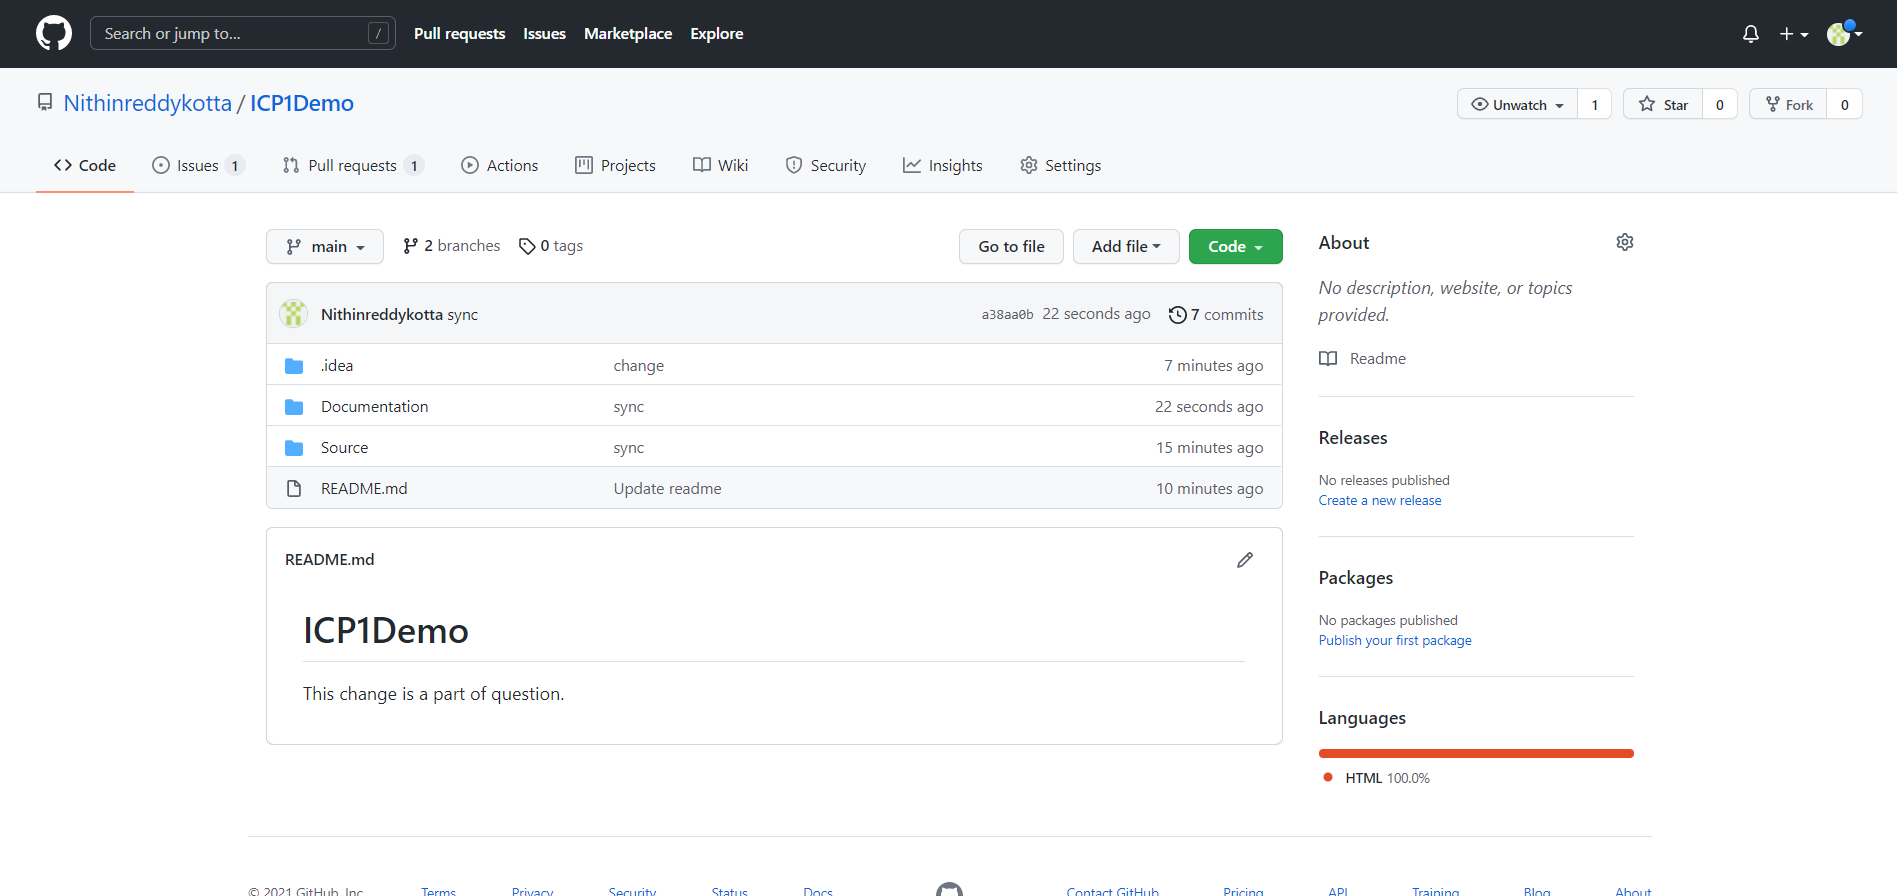 Search or jump to... / Pull requests Issues Marketplace Explore
Nithinreddykotta / ICP1Demo Unwatch 1 Star 0 Fork 0
Code Issues 1 Pull requests 1 Actions Projects Wiki Security Insights Settings
main 2 branches 0 tags Go to file Add file Code
Nithinreddykotta sync a38aa0b 22 seconds ago 7 commits
.idea change 7 minutes ago
Documentation sync 22 seconds ago
Source sync 15 minutes ago
README.md Update readme 10 minutes ago
README.md
ICP1Demo
This change is a part of question.
About
No description, website, or topics
provided.
Readme
Releases
No releases published
Create a new release
Packages
No packages published
Publish your first package
Languages
HTML 100.0%
© 2021 GitHub, Inc. Terms Privacy Security Status Docs Contact GitHub Pricing API Training Blog About